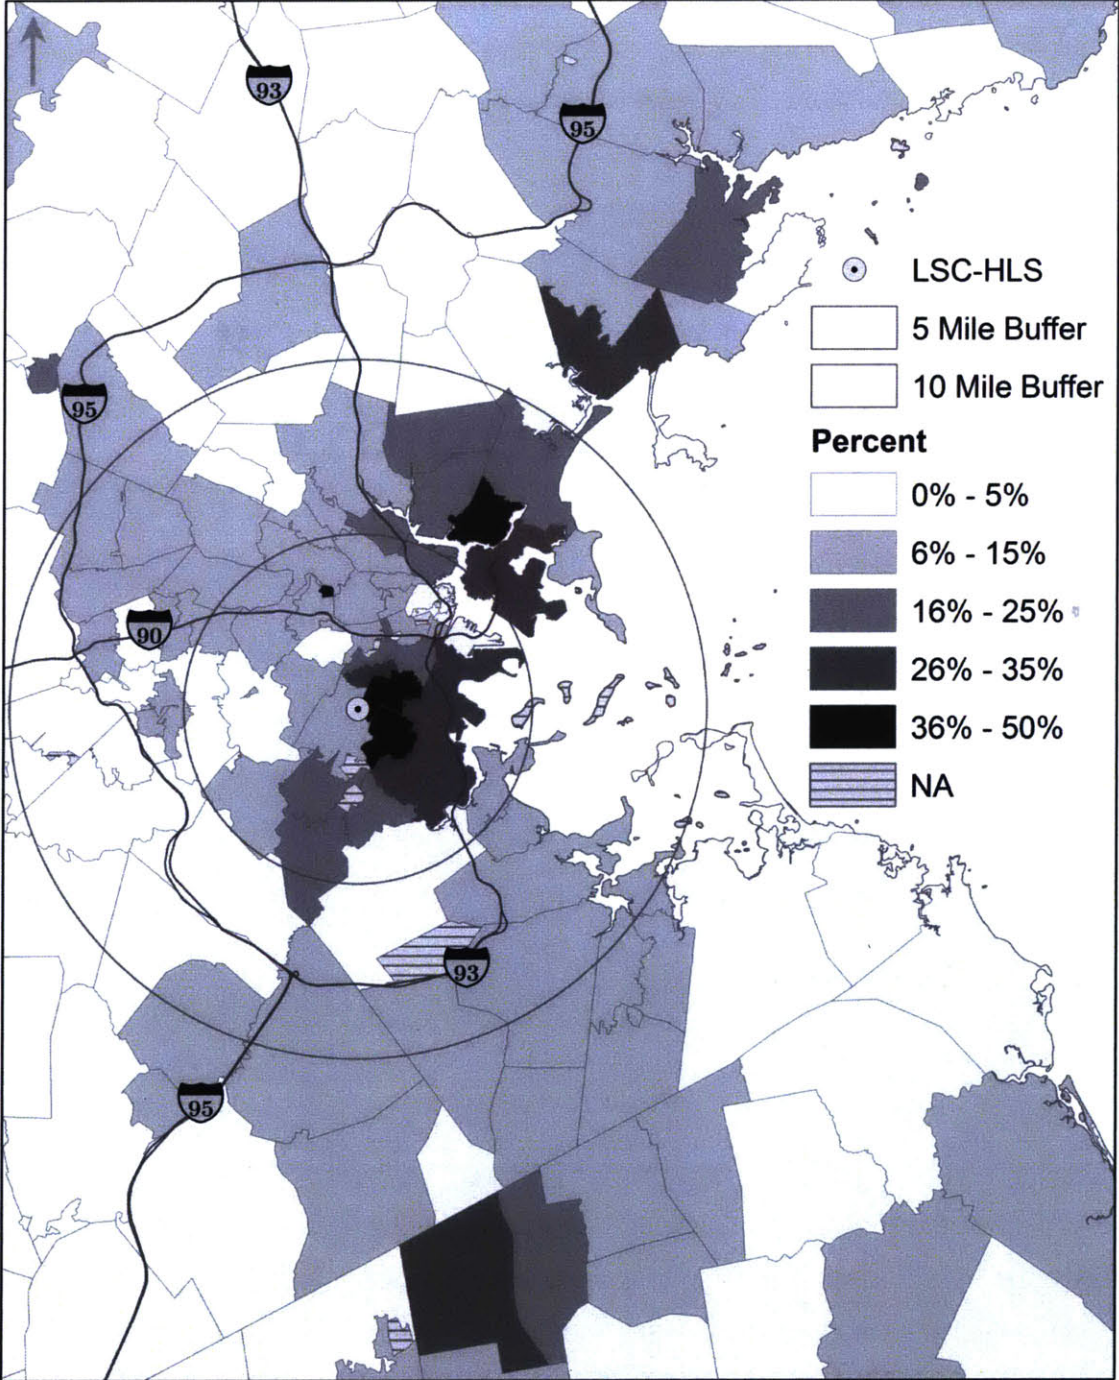 93
95
LSC-HLS
5 Mile Buffer
10 Mile Buffer
95
Percent
0% - 5%
6% - 15%
16% - 25%
90
26% - 35%
36% - 50%
NA
93
95